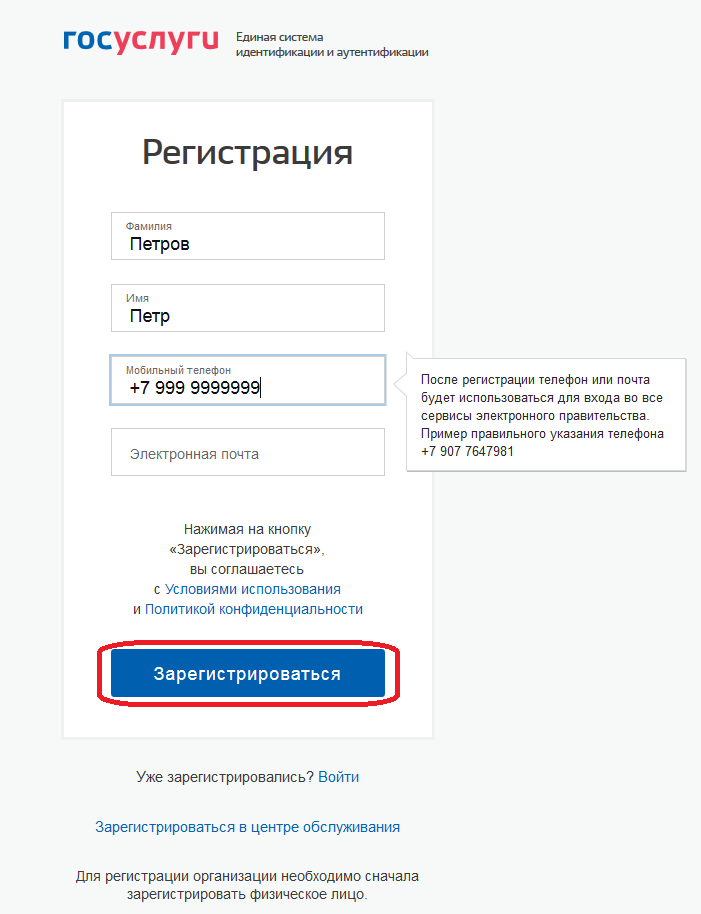 госуслуги
Единая система
идентификации и аутентификации
Регистрация
Фамилия
Петров
Имя
Петр
Мобильный телефон
+7 999 9999999
После регистрации телефон или почта
будет использоваться для входа во все
сервисы электронного правительства.
Пример правильного указания телефона
+7 907 7647981
Электронная почта
Нажимая на кнопку
«Зарегистрироваться»,
вы соглашаетесь
с Условиями использования
и Политикой конфиденциальности
Зарегистрироваться
Уже зарегистрировались? Войти
Зарегистрироваться в центре обслуживания
Для регистрации организации необходимо сначала
зарегистрировать физическое лицо.